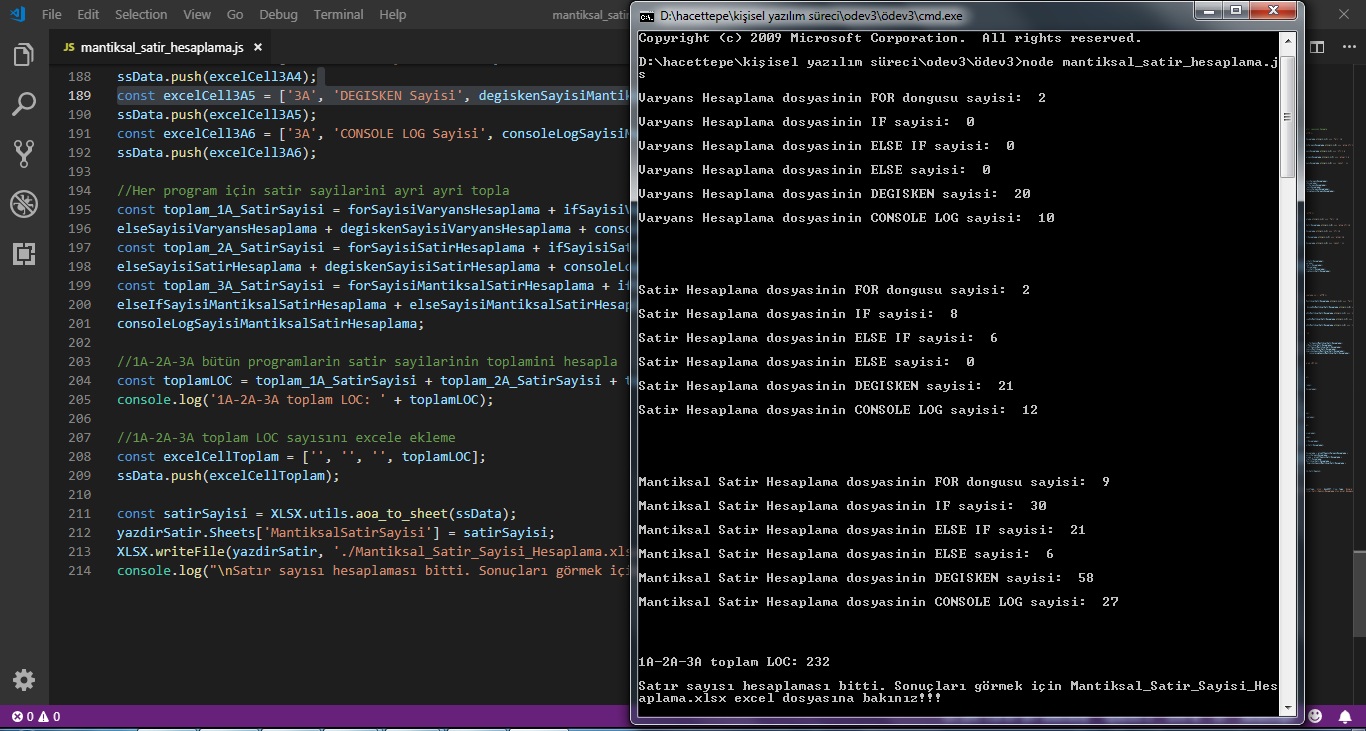 File Edit Selection View Go Debug Terminal Help
mantiksal_satir
JS mantiksal_satir_hesaplama.js ×
188 ssData.push(excelCell3A4);
189 const excelCell3A5 = ['3A', 'DEGISKEN Sayisi', degiskenSayisiMantik
190 ssData.push(excelCell3A5);
191 const excelCell3A6 = ['3A', 'CONSOLE LOG Sayisi', consoleLogSayisiM
192 ssData.push(excelCell3A6);
193
194 //Her program için satir sayilarini ayri ayri topla
195 const toplam_1A_SatirSayisi = forSayisiVaryansHesaplama + ifSayisiV
196 elseSayisiVaryansHesaplama + degiskenSayisiVaryansHesaplama + conso
197 const toplam_2A_SatirSayisi = forSayisiSatirHesaplama + ifSayisiSat
198 elseSayisiSatirHesaplama + degiskenSayisiSatirHesaplama + consoleLo
199 const toplam_3A_SatirSayisi = forSayisiMantiksalSatirHesaplama + if
200 elseIfSayisiMantiksalSatirHesaplama + elseSayisiMantiksalSatirHesap
201 consoleLogSayisiMantiksalSatirHesaplama;
202
203 //1A-2A-3A bütün programlarin satir sayilarinin toplamini hesapla
204 const toplamLOC = toplam_1A_SatirSayisi + toplam_2A_SatirSayisi + t
205 console.log('1A-2A-3A toplam LOC: ' + toplamLOC);
206
207 //1A-2A-3A toplam LOC sayısını excele ekleme
208 const excelCellToplam = ['', '', '', toplamLOC];
209 ssData.push(excelCellToplam);
210
211 const satirSayisi = XLSX.utils.aoa_to_sheet(ssData);
212 yazdirSatir.Sheets['MantiksalSatirSayisi'] = satirSayisi;
213 XLSX.writeFile(yazdirSatir, './Mantiksal_Satir_Sayisi_Hesaplama.xls
214 console.log("\nSatır sayısı hesaplaması bitti. Sonuçları görmek içi
0 0
D:\hacettepe\kişisel yazılım süreci\odev3\ödev3\cmd.exe
Copyright (c) 2009 Microsoft Corporation. All rights reserved.
D:\hacettepe\kişisel yazılım süreci\odev3\ödev3>node mantiksal_satir_hesaplama.j
s
Varyans Hesaplama dosyasinin FOR dongusu sayisi: 2
Varyans Hesaplama dosyasinin IF sayisi: 0
Varyans Hesaplama dosyasinin ELSE IF sayisi: 0
Varyans Hesaplama dosyasinin ELSE sayisi: 0
Varyans Hesaplama dosyasinin DEGISKEN sayisi: 20
Varyans Hesaplama dosyasinin CONSOLE LOG sayisi: 10
Satir Hesaplama dosyasinin FOR dongusu sayisi: 2
Satir Hesaplama dosyasinin IF sayisi: 8
Satir Hesaplama dosyasinin ELSE IF sayisi: 6
Satir Hesaplama dosyasinin ELSE sayisi: 0
Satir Hesaplama dosyasinin DEGISKEN sayisi: 21
Satir Hesaplama dosyasinin CONSOLE LOG sayisi: 12
Mantiksal Satir Hesaplama dosyasinin FOR dongusu sayisi: 9
Mantiksal Satir Hesaplama dosyasinin IF sayisi: 30
Mantiksal Satir Hesaplama dosyasinin ELSE IF sayisi: 21
Mantiksal Satir Hesaplama dosyasinin ELSE sayisi: 6
Mantiksal Satir Hesaplama dosyasinin DEGISKEN sayisi: 58
Mantiksal Satir Hesaplama dosyasinin CONSOLE LOG sayisi: 27
1A-2A-3A toplam LOC: 232
Satır sayısı hesaplaması bitti. Sonuçları görmek için Mantiksal_Satir_Sayisi_Hes
aplama.xlsx excel dosyasına bakınız!!!